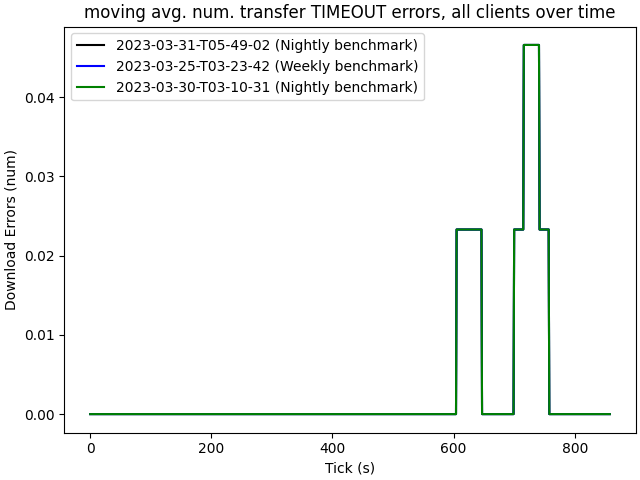 moving avg. num. transfer TIMEOUT errors, all clients over time
2023-03-31-T05-49-02 (Nightly benchmark)
2023-03-25-T03-23-42 (Weekly benchmark)
2023-03-30-T03-10-31 (Nightly benchmark)
Download Errors (num)
0.04
0.03
0.02
0.01
0.00
0 200 400 600 800
Tick (s)